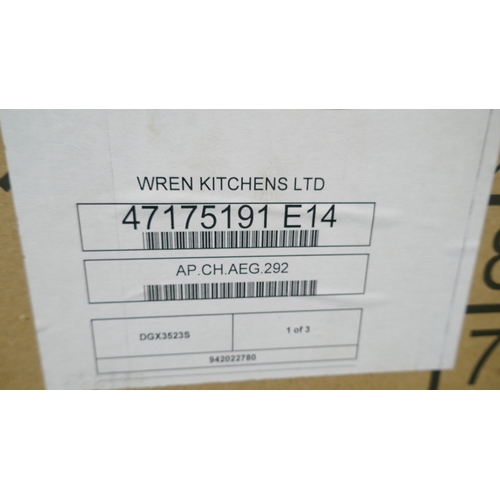 WREN KITCHENS LTD
47175191 E14
AP.CH.AEG.292
DGX3523S
1 of 3
942022780